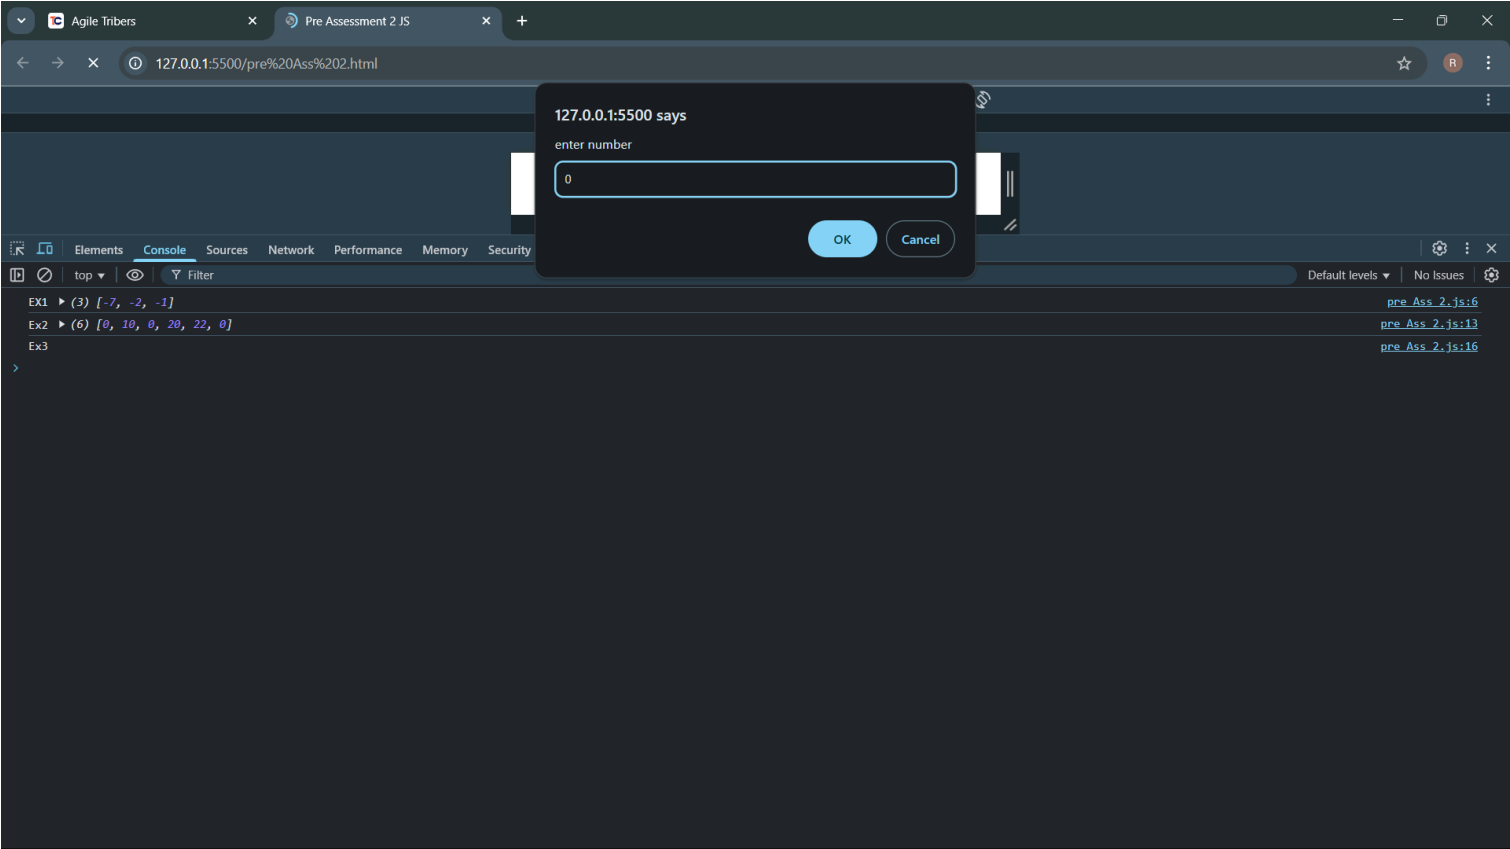 TC Agile Tribers
Pre Assessment 2 JS
127.0.0.1:5500/pre%20Ass%202.html
R
127.0.0.1:5500 says
enter number
0
OK Cancel
Elements Console Sources Network Performance Memory Security
top Filter Default levels No Issues
EX1 (3) [-7, -2, -1] pre Ass 2.js:6
Ex2 (6) [0, 10, 0, 20, 22, 0] pre Ass 2.js:13
Ex3 pre Ass 2.js:16